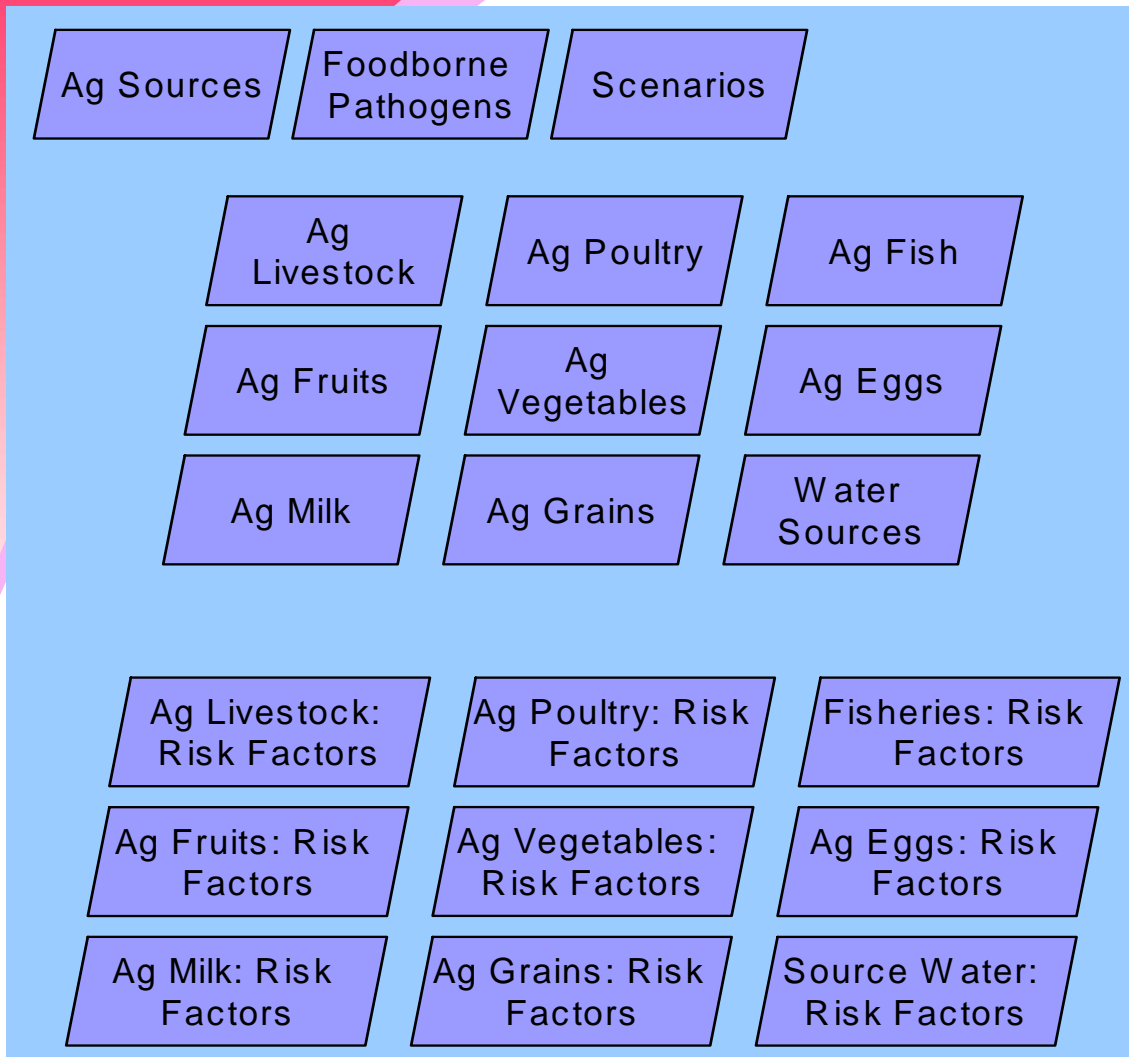 Ag Sources
Foodborne
Pathogens
Scenarios
Ag
Livestock
Ag Poultry
Ag Fish
Ag Fruits
Ag
Vegetables
Ag Eggs
Ag Milk
Ag Grains
Water
Sources
Ag Livestock:
Risk Factors
Ag Poultry: Risk
Factors
Fisheries: Risk
Factors
Ag Fruits: Risk
Factors
Ag Vegetables:
Risk Factors
Ag Eggs: Risk
Factors
Ag Milk: Risk
Factors
Ag Grains: Risk
Factors
Source Water:
Risk Factors